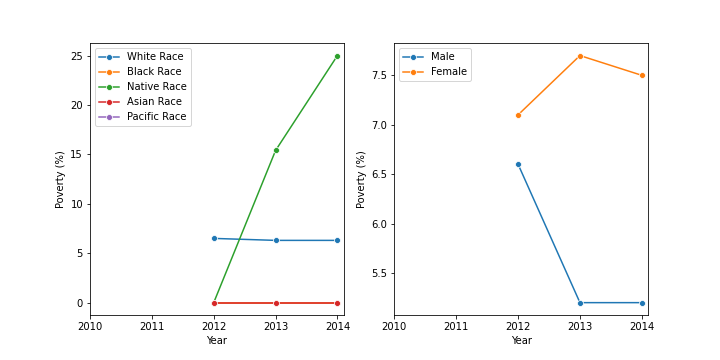 White Race
Black Race
Native Race
Asian Race
Pacific Race
Poverty (%)
25
20
15
10
5
0
2010 2011 2012 2013 2014
Year
Male
Female
Poverty (%)
7.5
7.0
6.5
6.0
5.5
2010 2011 2012 2013 2014
Year